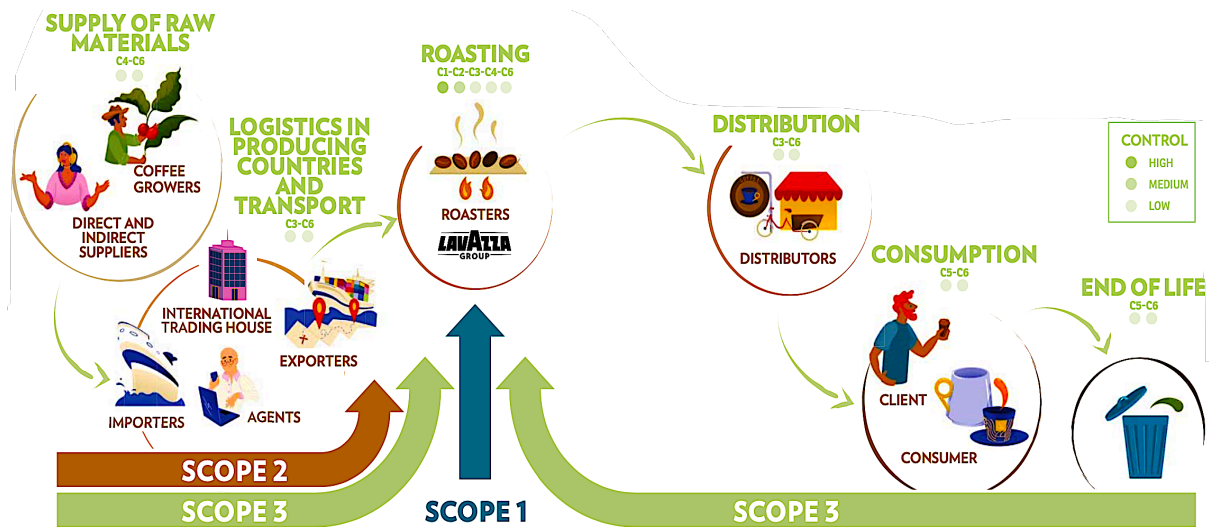 SUPPLY OF RAW
MATERIALS
C4-C6
COFFEE
GROWERS
DIRECT AND
INDIRECT
SUPPLIERS
LOGISTICS IN
PRODUCING
COUNTRIES
AND
TRANSPORT
C3-C6
INTERNATIONAL
TRADING HOUSE
EXPORTERS
IMPORTERS
AGENTS
ROASTING
C1-C2-C3-C4-C6
ROASTERS
LAVAZZA
GROUP
DISTRIBUTION
C3-C6
DISTRIBUTORS
CONTROL
HIGH
MEDIUM
LOW
CONSUMPTION
C5-C6
CLIENT
CONSUMER
END OF LIFE
C5-C6
SCOPE 2
SCOPE 3
SCOPE 1
SCOPE 3